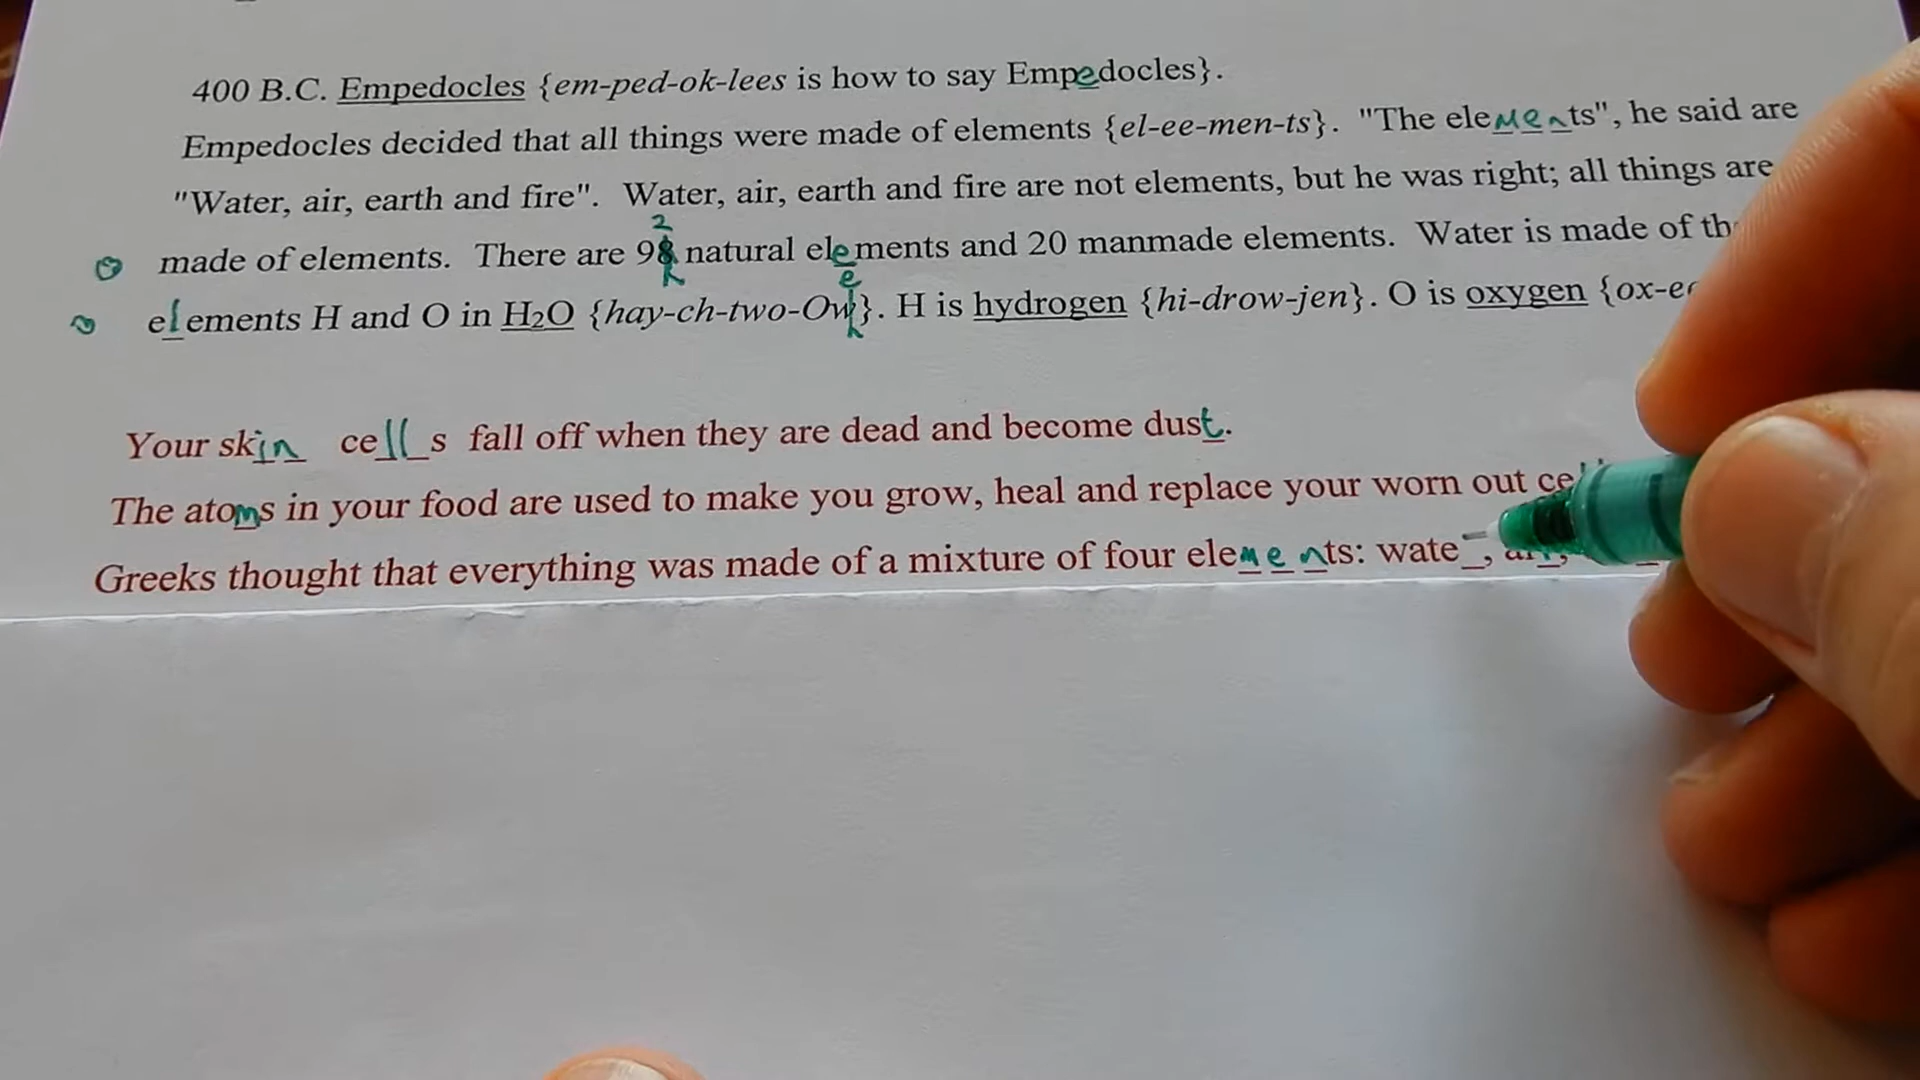 400 B.C. Empedocles {em-ped-ok-lees is how to say Empedocles}.
Empedocles decided that all things were made of elements {el-ee-men-ts}. "The elements", he said are
"Water, air, earth and fire". Water, air, earth and fire are not elements, but he was right; all things are
2
made of elements. There are 98 natural elements and 20 manmade elements. Water is made of
e
elements H and O in H2O {hay-ch-two-Ow}. H is hydrogen {hi-drow-jen}. O is oxygen
Your skin cells fall off when they are dead and become dust.
The atoms in your food are used to make you grow, heal and replace your worn out
Greeks thought that everything was made of a mixture of four elements: wate_,